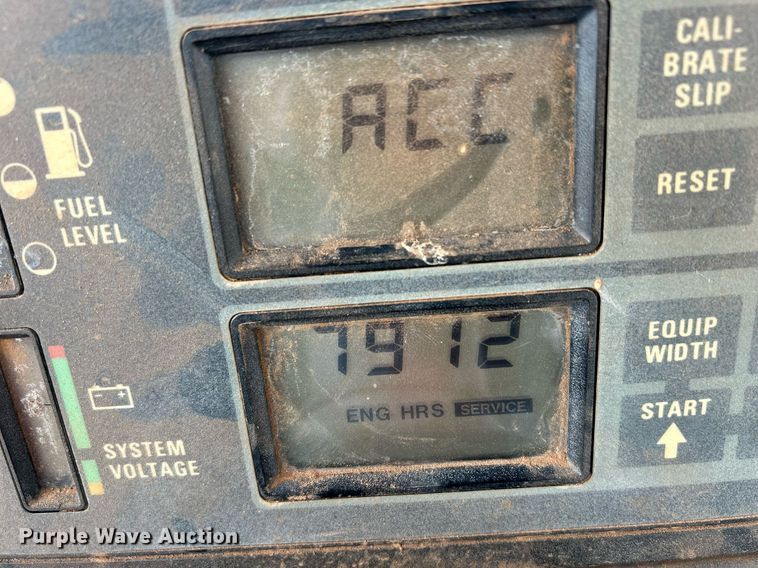 ACC
CALI-
BRATE
SLIP
RESET
FUEL
LEVEL
7912
ENG HRS SERVICE
EQUIP
WIDTH
START
SYSTEM
VOLTAGE
Purple Wave Auction